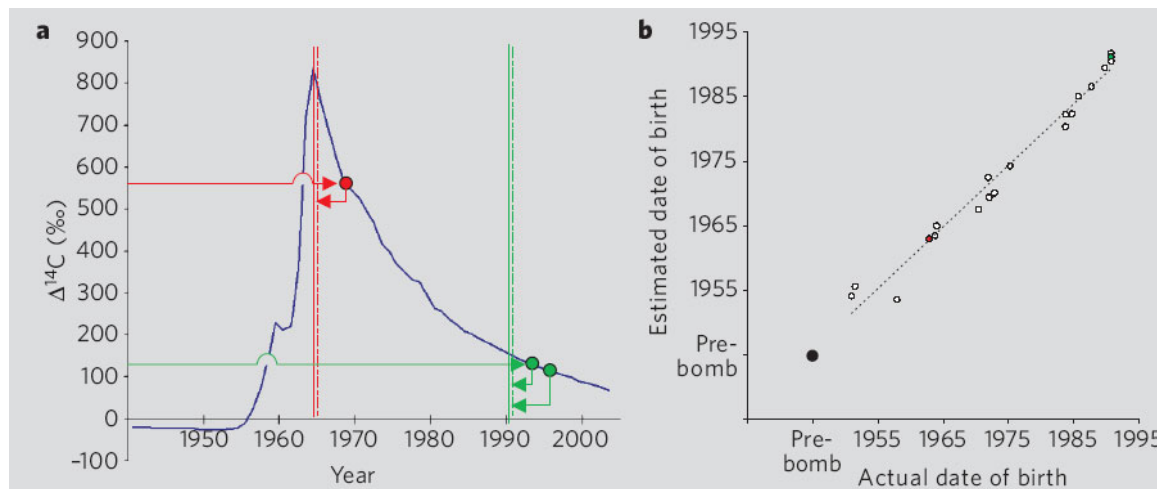 a
900
800
700
600
500
400
300
200
100
0
–100
Δ¹⁴C (‰)
1950
1960
1970
1980
1990
2000
Year
b
1995
1985
1975
1965
1955
Pre-
bomb
Estimated date of birth
Pre-
bomb
1955
1965
1975
1985
1995
Actual date of birth